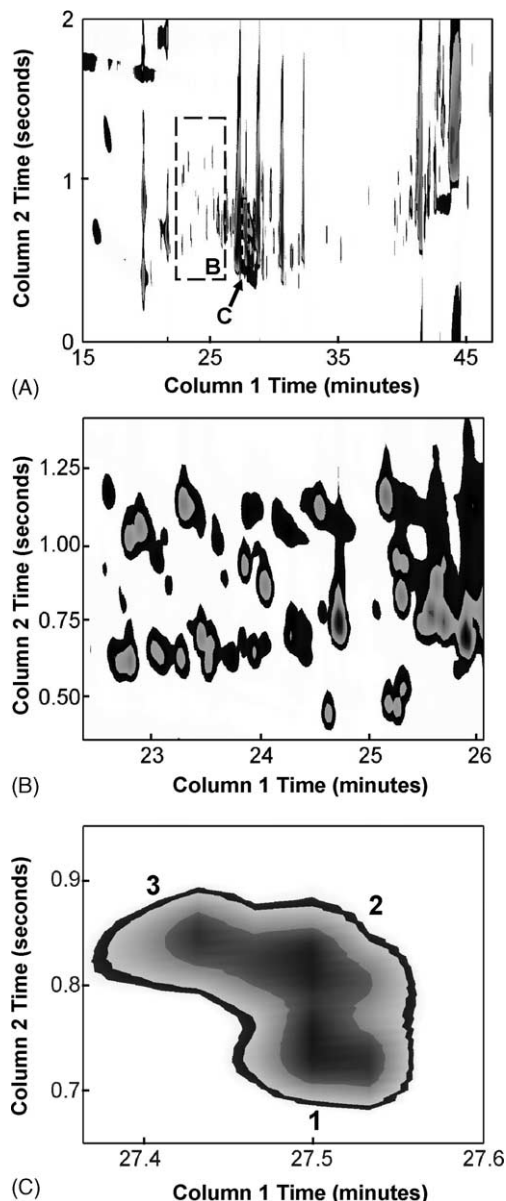 2
Column 2 Time (seconds)
1
B
C
0
15 25 35 45
(A) Column 1 Time (minutes)
1.25
Column 2 Time (seconds)
1.00
0.75
0.50
23 24 25 26
(B) Column 1 Time (minutes)
0.9
3
2
Column 2 Time (seconds)
0.8
0.7
1
27.4 27.5 27.6
(C) Column 1 Time (minutes)